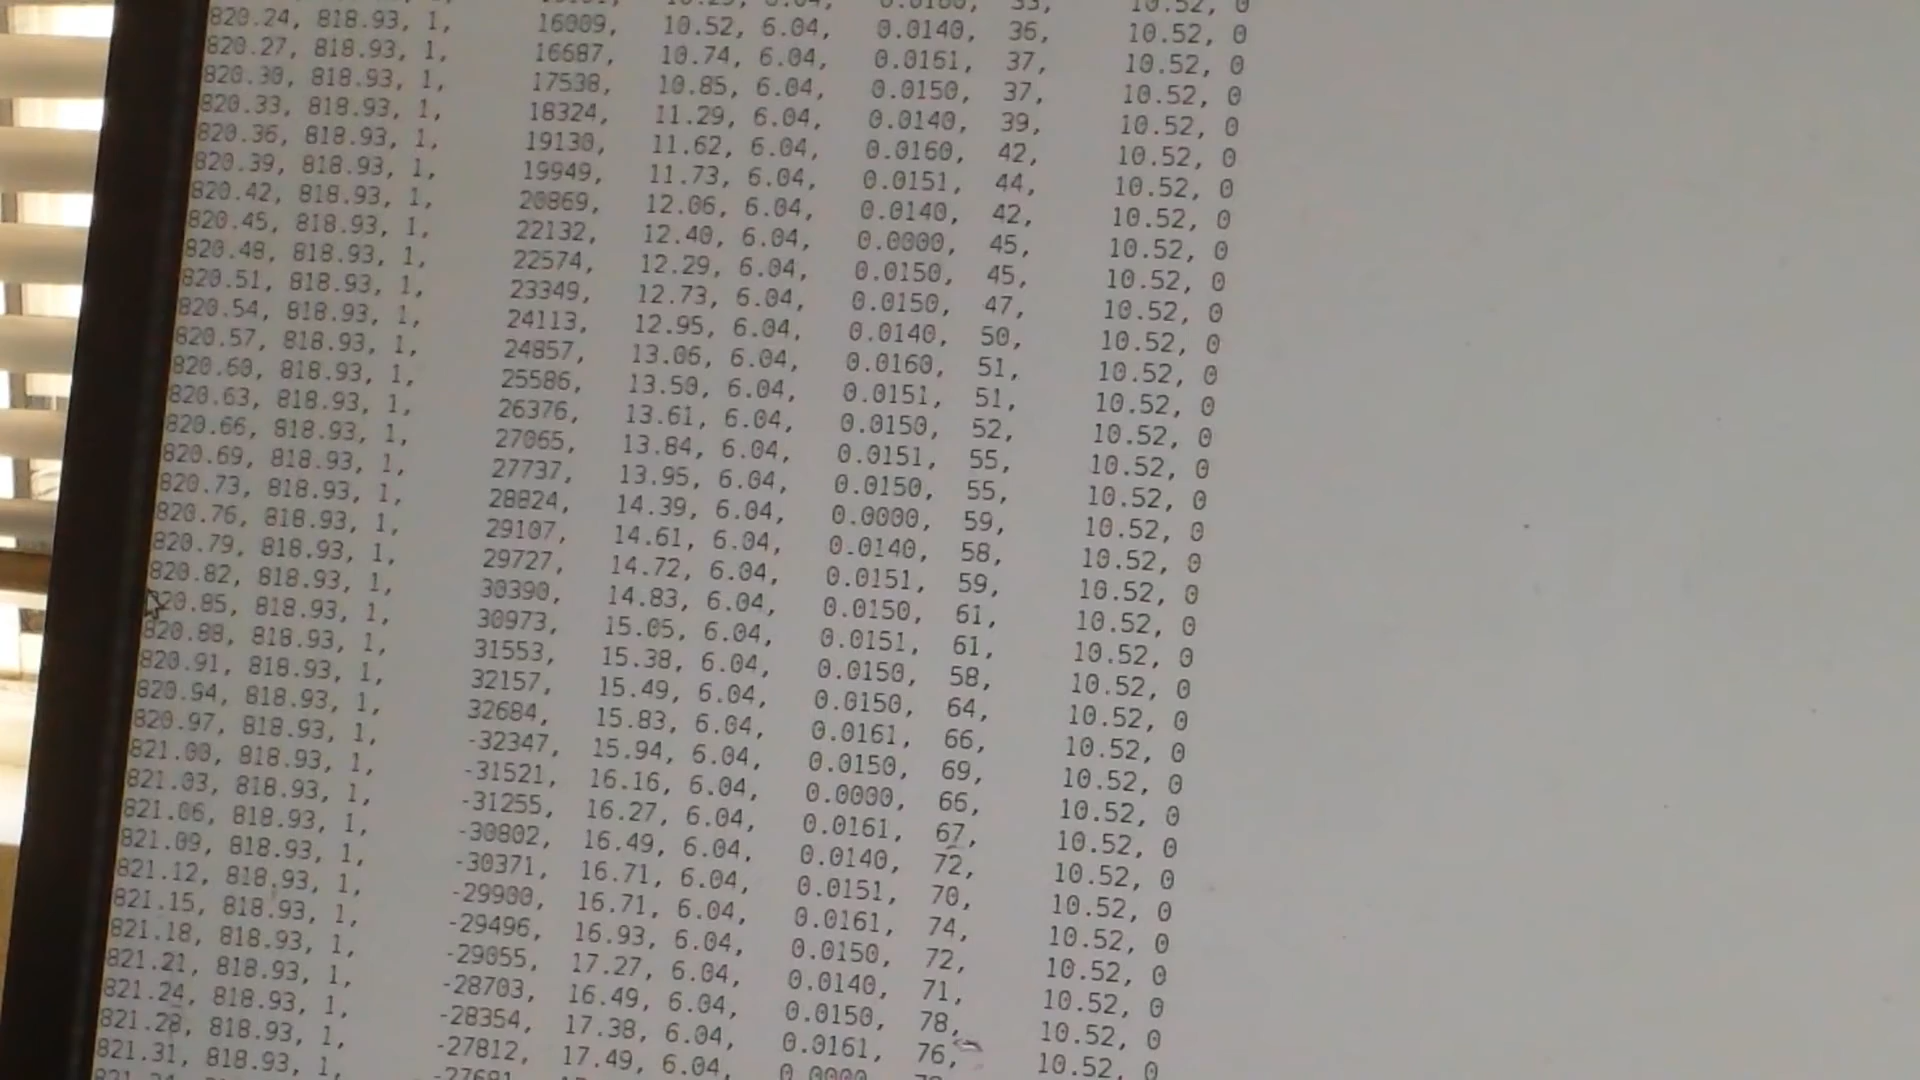 820.24, 818.93, 1, 16009, 10.52, 6.04, 0.0140, 36, 10.52, 0
820.27, 818.93, 1, 16687, 10.74, 6.04, 0.0161, 37, 10.52, 0
820.30, 818.93, 1, 17538, 10.85, 6.04, 0.0150, 37, 10.52, 0
820.33, 818.93, 1, 18324, 11.29, 6.04, 0.0140, 39, 10.52, 0
820.36, 818.93, 1, 19130, 11.62, 6.04, 0.0160, 42, 10.52, 0
820.39, 818.93, 1, 19949, 11.73, 6.04, 0.0151, 44, 10.52, 0
820.42, 818.93, 1, 20869, 12.06, 6.04, 0.0140, 42, 10.52, 0
820.45, 818.93, 1, 22132, 12.40, 6.04, 0.0000, 45, 10.52, 0
820.48, 818.93, 1, 22574, 12.29, 6.04, 0.0150, 45, 10.52, 0
820.51, 818.93, 1, 23349, 12.73, 6.04, 0.0150, 47, 10.52, 0
820.54, 818.93, 1, 24113, 12.95, 6.04, 0.0140, 50, 10.52, 0
820.57, 818.93, 1, 24857, 13.06, 6.04, 0.0160, 51, 10.52, 0
820.60, 818.93, 1, 25586, 13.50, 6.04, 0.0151, 51, 10.52, 0
820.63, 818.93, 1, 26376, 13.61, 6.04, 0.0150, 52, 10.52, 0
820.66, 818.93, 1, 27065, 13.84, 6.04, 0.0151, 55, 10.52, 0
820.69, 818.93, 1, 27737, 13.95, 6.04, 0.0150, 55, 10.52, 0
820.73, 818.93, 1, 28824, 14.39, 6.04, 0.0000, 59, 10.52, 0
820.76, 818.93, 1, 29107, 14.61, 6.04, 0.0140, 58, 10.52, 0
820.79, 818.93, 1, 29727, 14.72, 6.04, 0.0151, 59, 10.52, 0
820.82, 818.93, 1, 30390, 14.83, 6.04, 0.0150, 61, 10.52, 0
820.85, 818.93, 1, 30973, 15.05, 6.04, 0.0151, 61, 10.52, 0
820.88, 818.93, 1, 31553, 15.38, 6.04, 0.0150, 58, 10.52, 0
820.91, 818.93, 1, 32157, 15.49, 6.04, 0.0150, 64, 10.52, 0
820.94, 818.93, 1, 32684, 15.83, 6.04, 0.0161, 66, 10.52, 0
820.97, 818.93, 1, -32347, 15.94, 6.04, 0.0150, 69, 10.52, 0
821.00, 818.93, 1, -31521, 16.16, 6.04, 0.0000, 66, 10.52, 0
821.03, 818.93, 1, -31255, 16.27, 6.04, 0.0161, 67, 10.52, 0
821.06, 818.93, 1, -30802, 16.49, 6.04, 0.0140, 72, 10.52, 0
821.09, 818.93, 1, -30371, 16.71, 6.04, 0.0151, 70, 10.52, 0
821.12, 818.93, 1, -29900, 16.71, 6.04, 0.0161, 74, 10.52, 0
821.15, 818.93, 1, -29496, 16.93, 6.04, 0.0150, 72, 10.52, 0
821.18, 818.93, 1, -29055, 17.27, 6.04, 0.0140, 71, 10.52, 0
821.21, 818.93, 1, -28703, 16.49, 6.04, 0.0150, 78, 10.52, 0
821.24, 818.93, 1, -28354, 17.38, 6.04, 0.0161, 76, 10.52, 0
821.28, 818.93, 1, -27812, 17.49, 6.04, 0.0000,
821.31, 818.93, 1,